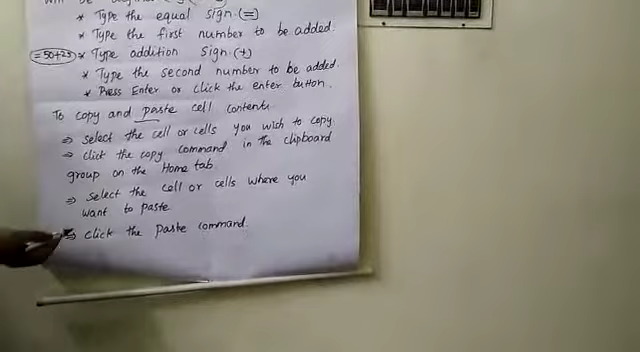 * Type the equal sign (=)
* Type the first number to be added.
=50+25 * Type addition sign (+)
* Type the second number to be added.
* Press Enter or click the enter button.
To copy and paste cell contents
⇒ Select the cell or cells you wish to copy.
⇒ click the copy command in the clipboard
group on the Home tab.
⇒ Select the cell or cells where you
want to paste
⇒ click the paste command.